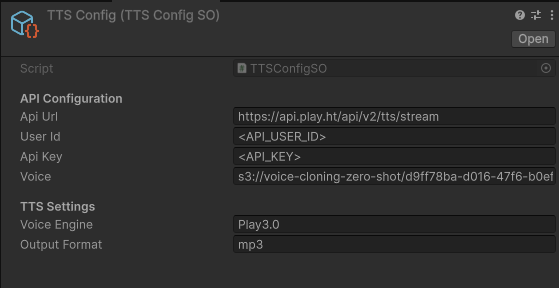 TTS Config (TTS Config SO)
Open
Script TTSConfigSO
API Configuration
Api Url https://api.play.ht/api/v2/tts/stream
User Id <API_USER_ID>
Api Key <API_KEY>
Voice s3://voice-cloning-zero-shot/d9ff78ba-d016-47f6-b0ef
TTS Settings
Voice Engine Play3.0
Output Format mp3